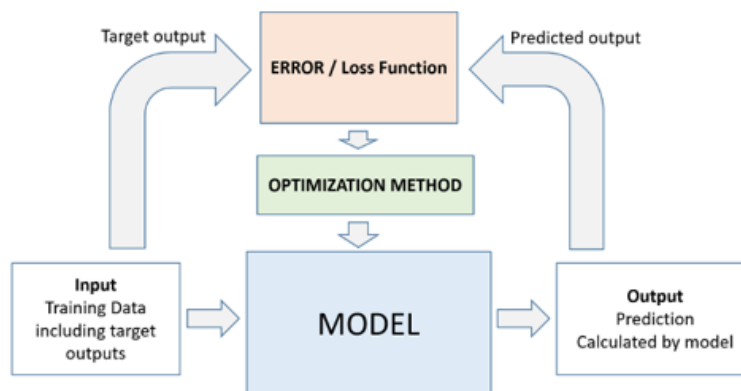 Target output
Predicted output
ERROR / Loss Function
OPTIMIZATION METHOD
Input
Training Data
including target
outputs
MODEL
Output
Prediction
Calculated by model